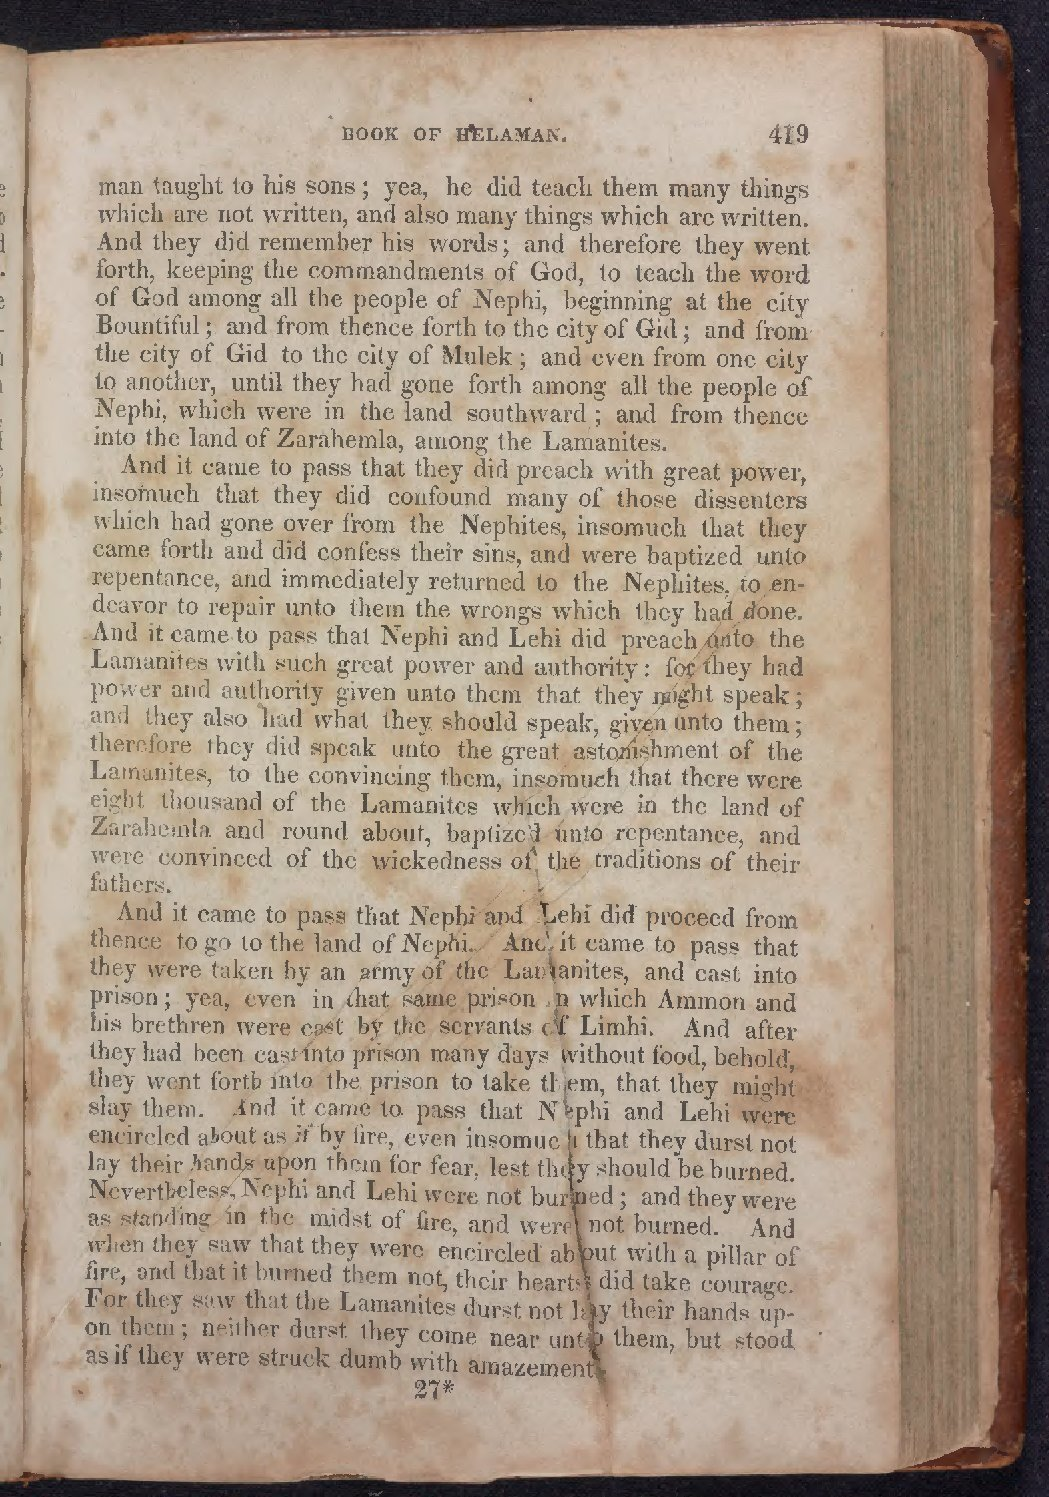 BOOK OF HELAMAN. 419
man taught to his sons; yea, he did teach them many things
which are not written, and also many things which are written.
And they did remember his words; and therefore they went
forth, keeping the commandments of God, to teach the word
of God among all the people of Nephi, beginning at the city
Bountiful; and from thence forth to the city of Gid; and from
the city of Gid to the city of Mulek; and even from one city
to another, until they had gone forth among all the people of
Nephi, which were in the land southward; and from thence
into the land of Zarahemla, among the Lamanites.
And it came to pass that they did preach with great power,
insomuch that they did confound many of those dissenters
which had gone over from the Nephites, insomuch that they
came forth and did confess their sins, and were baptized unto
repentance, and immediately returned to the Nephites, to en-
deavor to repair unto them the wrongs which they had done.
And it came to pass that Nephi and Lehi did preach unto the
Lamanites with such great power and authority: for they had
power and authority given unto them that they might speak;
and they also had what they should speak, given unto them;
therefore they did speak unto the great astonishment of the
Lamanites, to the convincing them, insomuch that there were
eight thousand of the Lamanites which were in the land of
Zarahemla and round about, baptized unto repentance, and
were convinced of the wickedness of the traditions of their
fathers.
And it came to pass that Nephi and Lehi did proceed from
thence to go to the land of Nephi. And it came to pass that
they were taken by an army of the Lamanites, and cast into
prison; yea, even in that same prison in which Ammon and
his brethren were cast by the servants of Limhi. And after
they had been cast into prison many days without food, behold,
they went forth into the prison to take them, that they might
slay them. And it came to pass that Nephi and Lehi were
encircled about as if by fire, even insomuch that they durst not
lay their hands upon them for fear, lest they should be burned.
Nevertheless, Nephi and Lehi were not burned; and they were
as standing in the midst of fire, and were not burned. And
when they saw that they were encircled about with a pillar of
fire, and that it burned them not, their hearts did take courage.
For they saw that the Lamanites durst not lay their hands up-
on them; neither durst they come near unto them, but stood
as if they were struck dumb with amazement.
27*